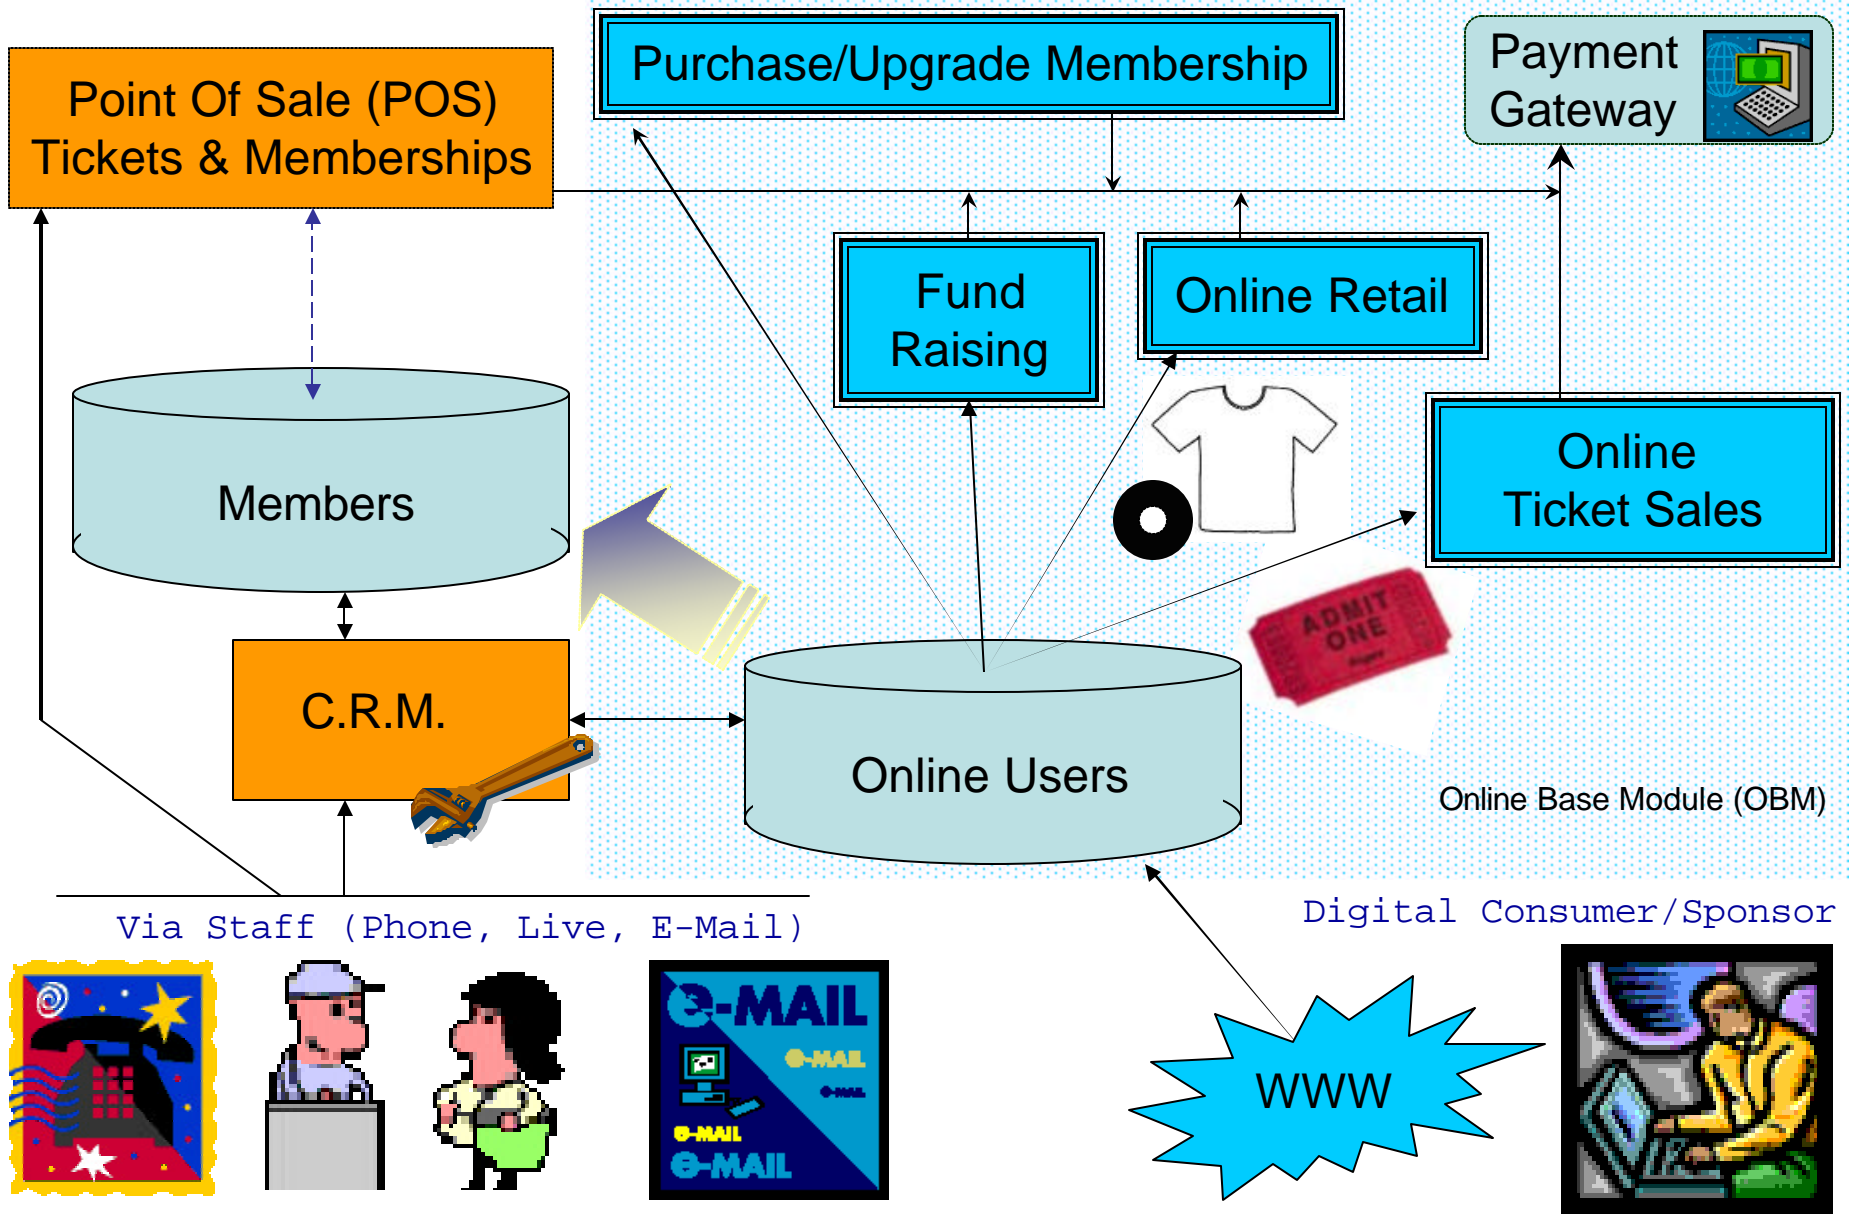 Purchase/Upgrade Membership
Payment
Gateway
Point Of Sale (POS)
Tickets & Memberships
Fund
Raising
Online Retail
Online
Ticket Sales
Members
ADMIT
ONE
C.R.M.
Online Users
Online Base Module (OBM)
Via Staff (Phone, Live, E-Mail)
Digital Consumer/Sponsor
e-MAIL
e-MAIL
e-MAIL
e-MAIL
e-MAIL
WWW